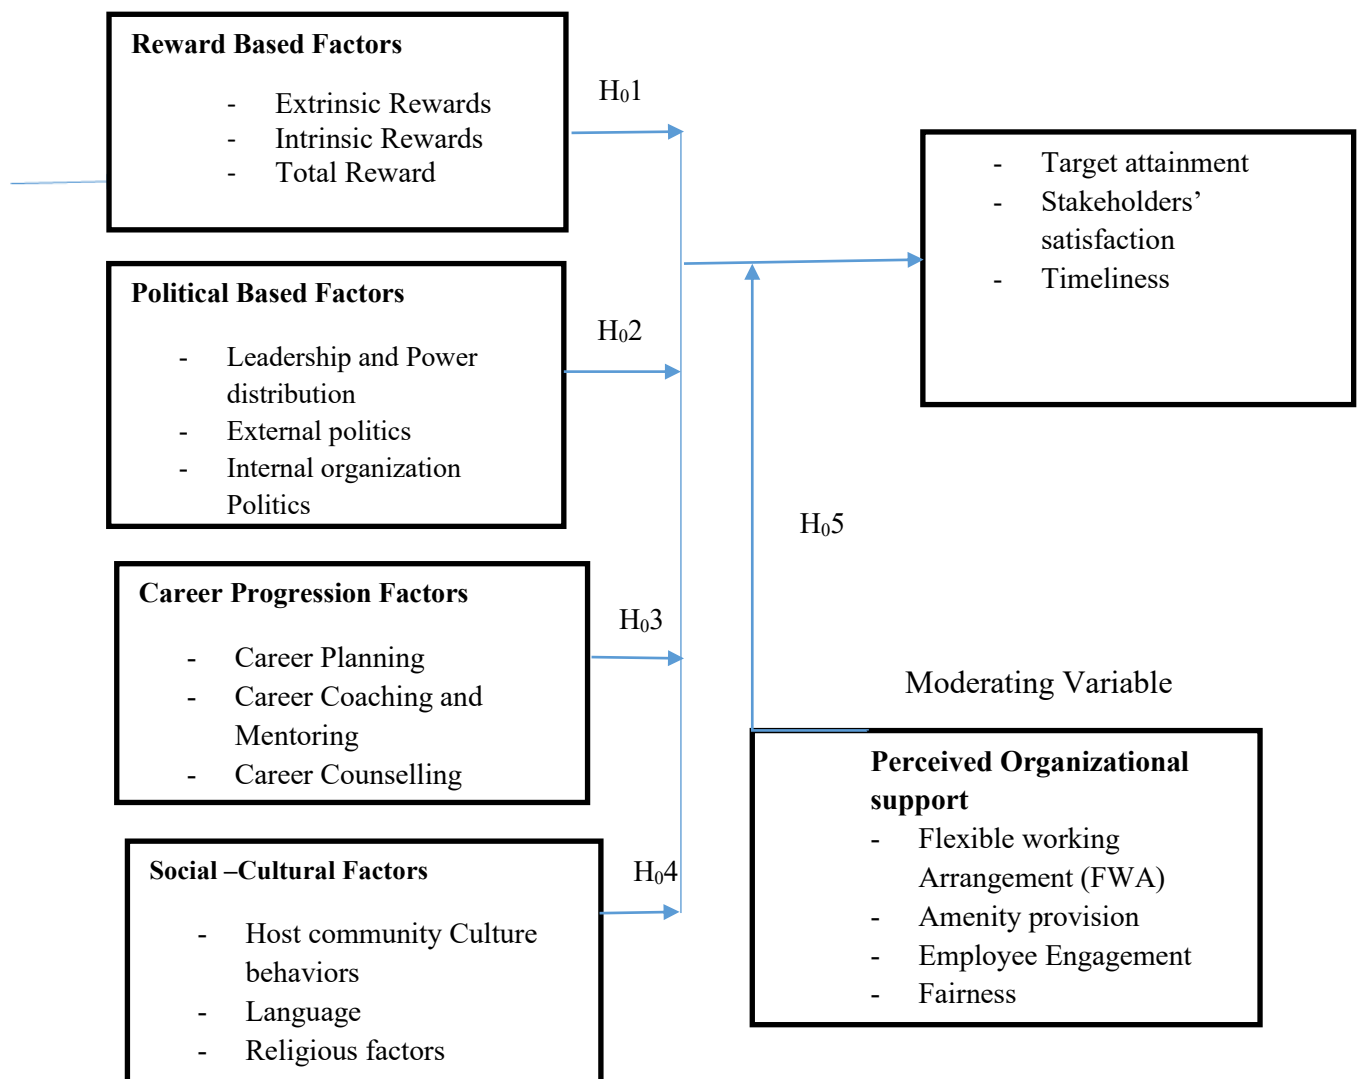 Reward Based Factors
- Extrinsic Rewards
- Intrinsic Rewards
- Total Reward
H₀1
Political Based Factors
- Leadership and Power
distribution
- External politics
- Internal organization
Politics
H₀2
Career Progression Factors
- Career Planning
- Career Coaching and
Mentoring
- Career Counselling
H₀3
Social –Cultural Factors
- Host community Culture
behaviors
- Language
- Religious factors
H₀4
- Target attainment
- Stakeholders’
satisfaction
- Timeliness
H₀5
Moderating Variable
Perceived Organizational
support
- Flexible working
Arrangement (FWA)
- Amenity provision
- Employee Engagement
- Fairness